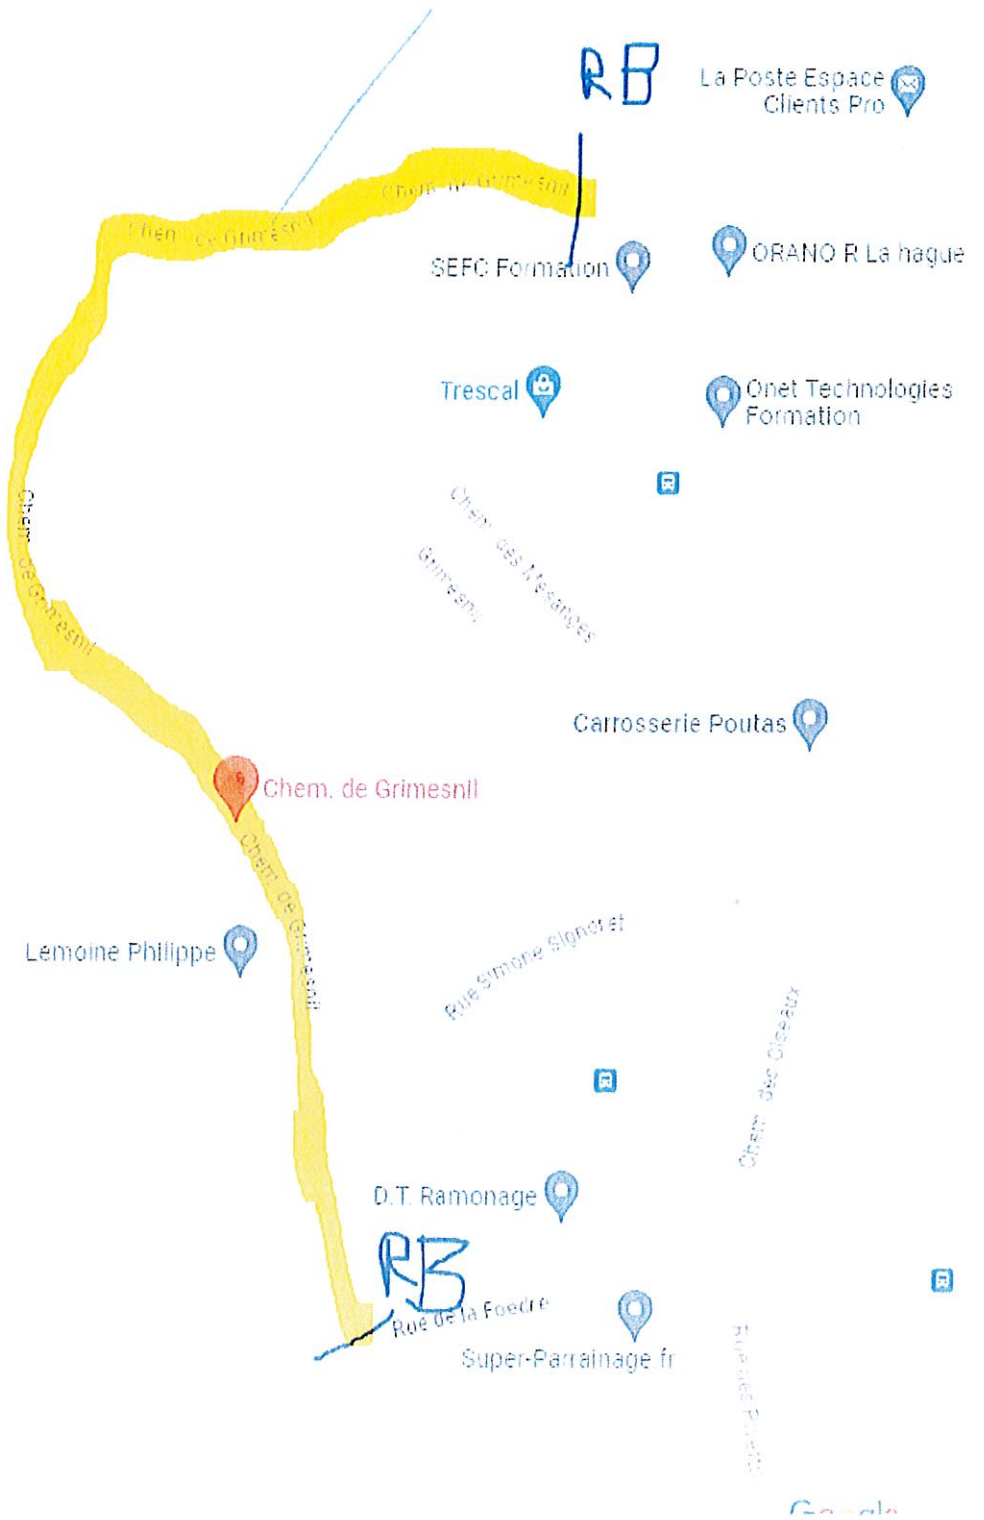 RB
La Poste Espace
Clients Pro
Chem. de Grimesnil
Chem. de Grimesnil
SEFC Formation
ORANO R La hague
Trescal
Onet Technologies
Formation
Chem. de Grimesnil
Chem. des Mésanges
Grimesnil
Carrosserie Poutas
Chem. de Grimesnil
Chem. de Grimesnil
Lemoine Philippe
Rue Simone Signoret
Chem. des Oiseaux
D.T. Ramonage
RB
Rue de la Foedre
Super-Parrainage.fr
Google